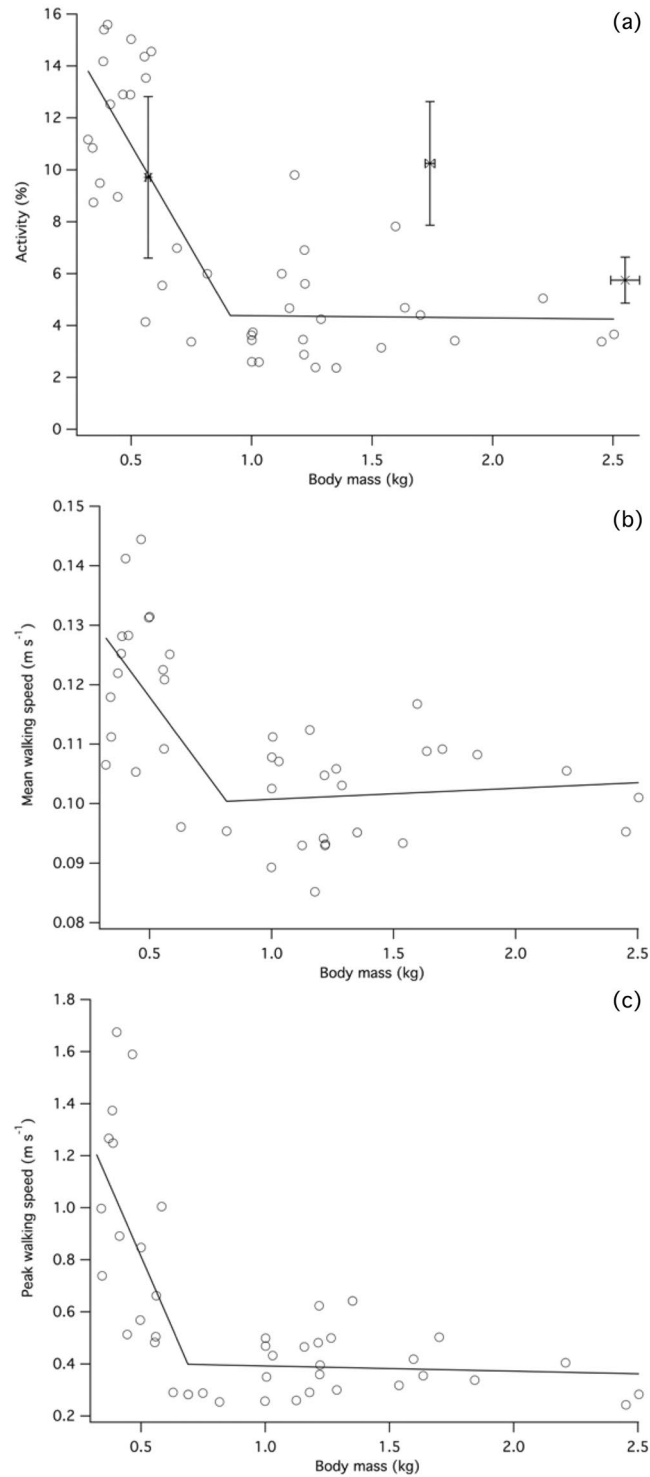 (a)
16
14
12
10
8
6
4
2
0
Activity (%)
0.5 1.0 1.5 2.0 2.5
Body mass (kg)
(b)
0.15
0.14
0.13
0.12
0.11
0.10
0.09
0.08
Mean walking speed (m s⁻¹)
0.5 1.0 1.5 2.0 2.5
Body mass (kg)
(c)
1.8
1.6
1.4
1.2
1.0
0.8
0.6
0.4
0.2
Peak walking speed (m s⁻¹)
0.5 1.0 1.5 2.0 2.5
Body mass (kg)